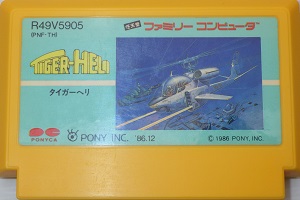 R49V5905
(PNF-TH)
ファミリー コンピュータ
TIGER-HELI
タイガーヘリ
PONYCA
PONY, INC. '86.12
© 1986 PONY, INC.